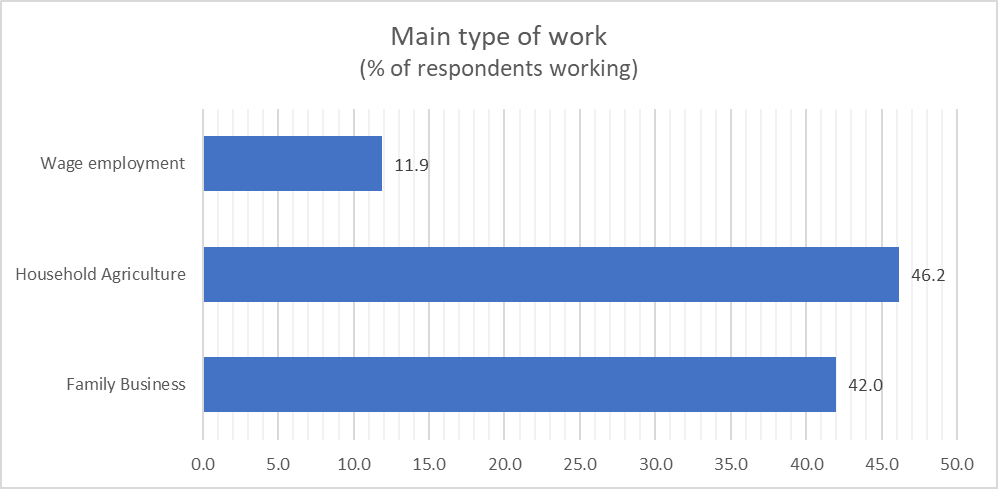 Main type of work
(% of respondents working)
Wage employment
11.9
Household Agriculture
46.2
Family Business
42.0
0.0 5.0 10.0 15.0 20.0 25.0 30.0 35.0 40.0 45.0 50.0